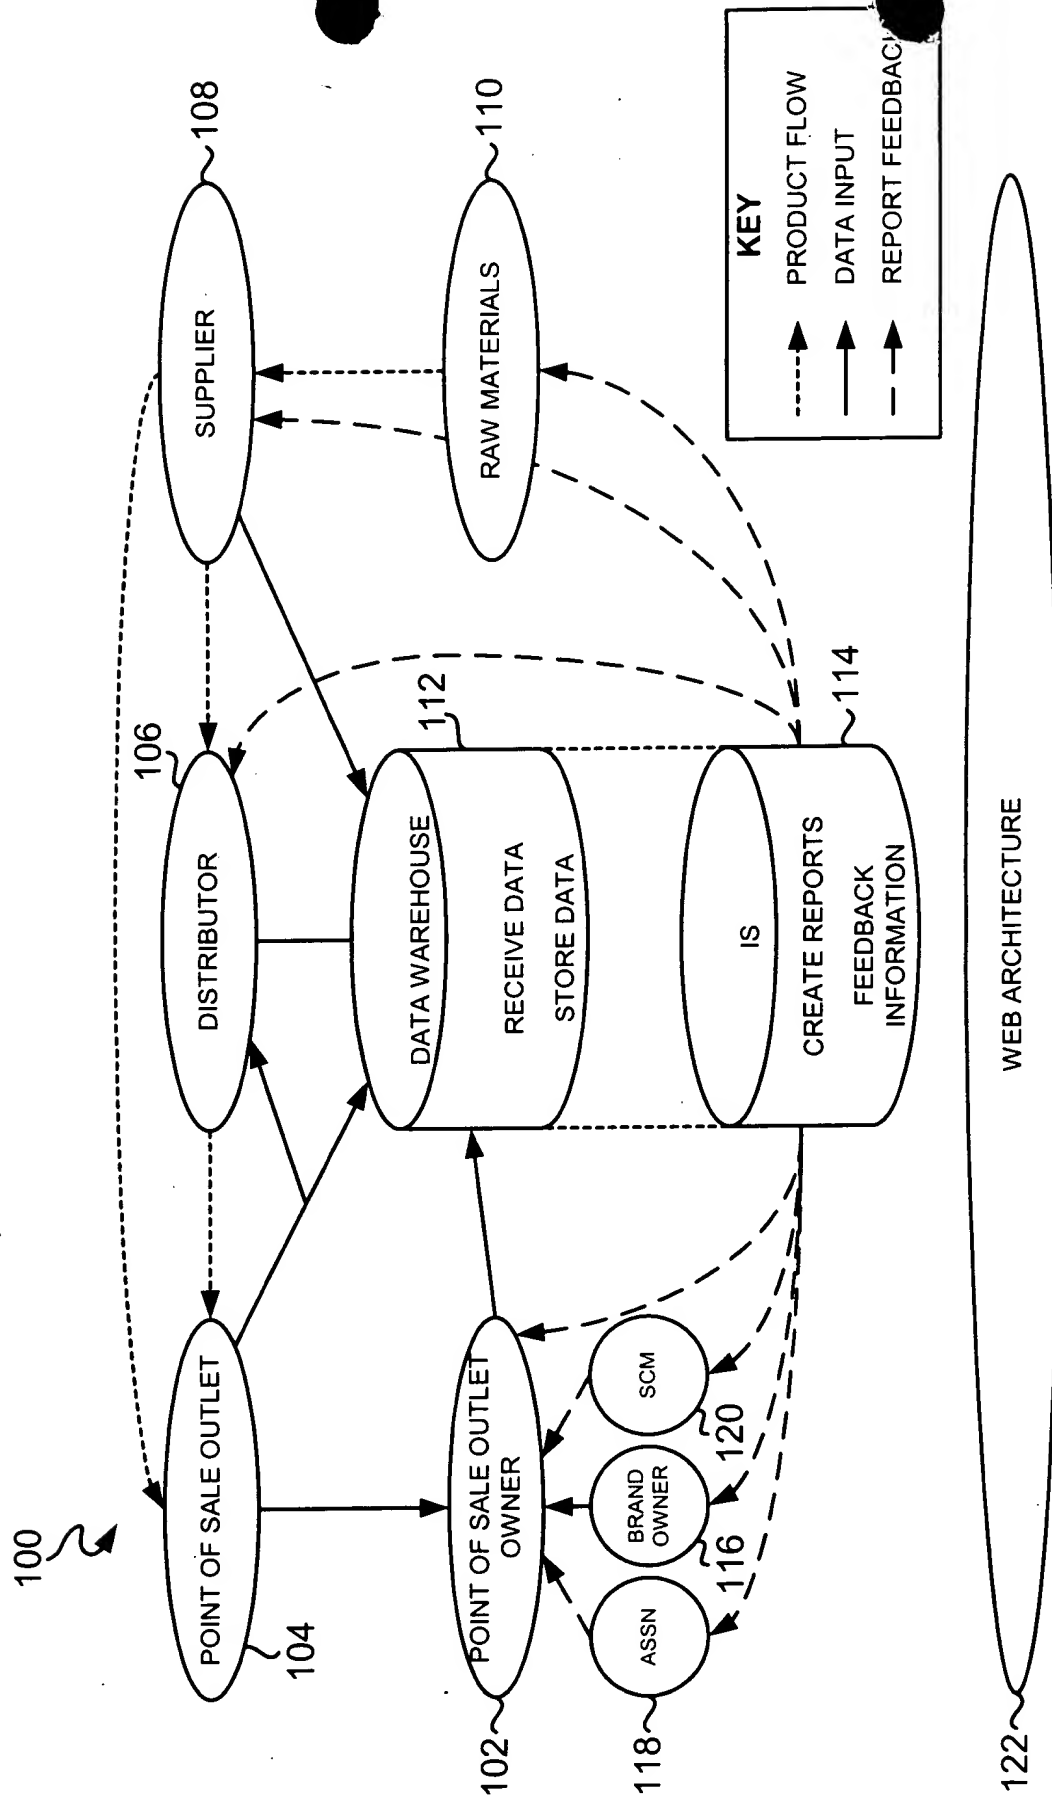 100
POINT OF SALE OUTLET
104
DISTRIBUTOR
106
SUPPLIER
108
POINT OF SALE OUTLET
OWNER
102
DATA WAREHOUSE
RECEIVE DATA
STORE DATA
112
RAW MATERIALS
110
ASSN
118
BRAND
OWNER
116
SCM
120
IS
CREATE REPORTS
FEEDBACK
INFORMATION
114
KEY
PRODUCT FLOW
DATA INPUT
REPORT FEEDBACK
WEB ARCHITECTURE
122